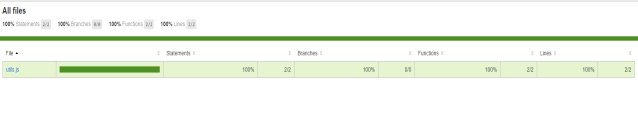 All files
100% Statements 2/2 100% Branches 0/0 100% Functions 2/2 100% Lines 2/2
File Statements Branches Functions Lines
utils.js 100% 2/2 100% 0/0 100% 2/2 100% 2/2